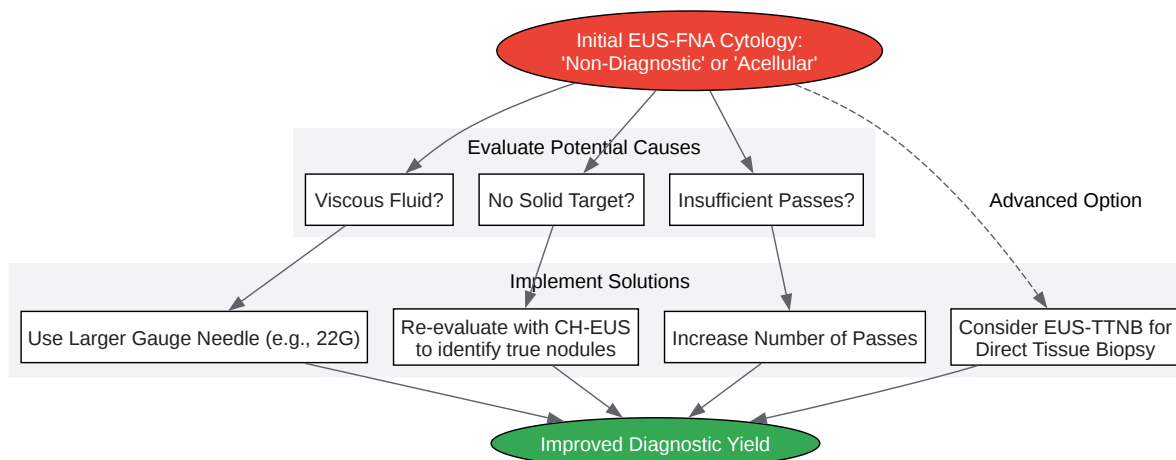 Initial EUS-FNA Cytology:
'Non-Diagnostic' or 'Acellular'
Evaluate Potential Causes
Viscous Fluid?
No Solid Target?
Insufficient Passes?
Advanced Option
Implement Solutions
Use Larger Gauge Needle (e.g., 22G)
Re-evaluate with CH-EUS
to identify true nodules
Increase Number of Passes
Consider EUS-TTNB for
Direct Tissue Biopsy
Improved Diagnostic Yield